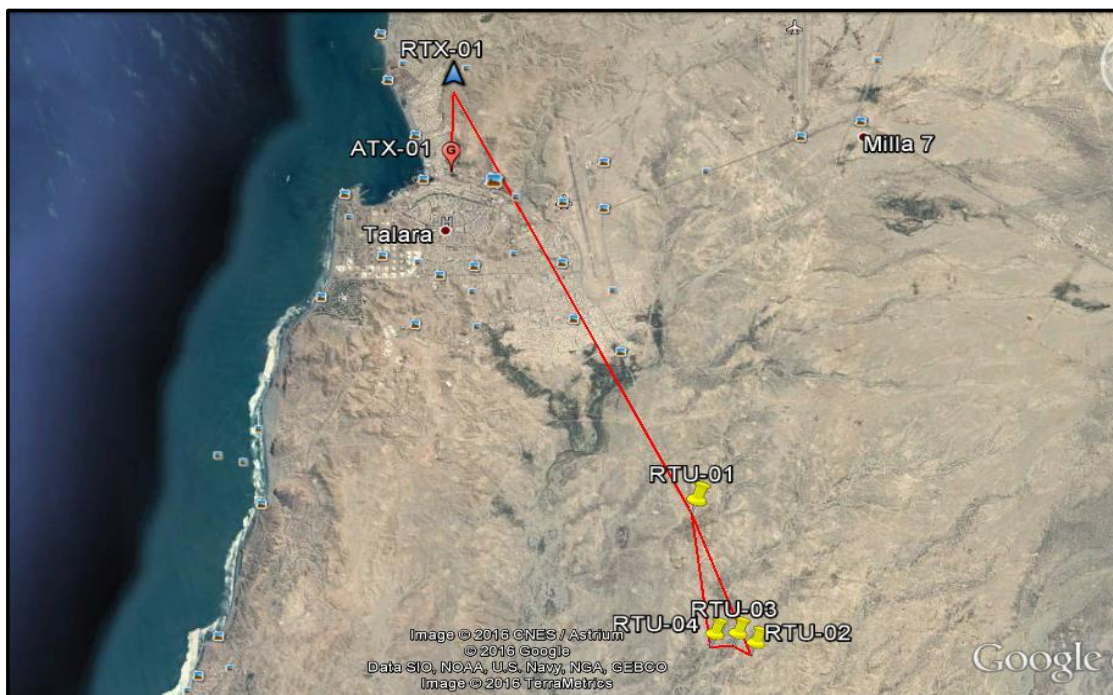 RTX-01
ATX-01
G
Milla 7
H
Talara
RTU-01
RTU-03
RTU-04
RTU-02
Image © 2016 CNES / Astrium
© 2016 Google
Data SIO, NOAA, U.S. Navy, NGA, GEBCO
Image © 2016 TerraMetrics
Google